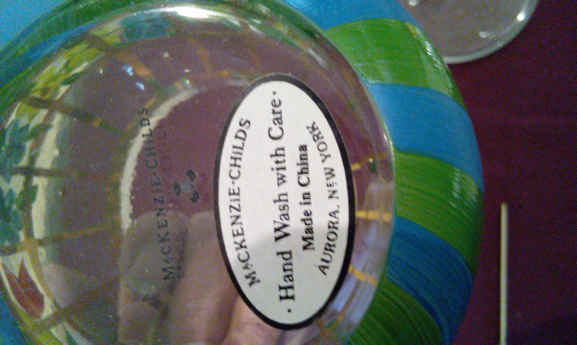 MACKENZIE-CHILDS
· Hand Wash with Care ·
Made in China
AURORA, NEW YORK
MACKENZIE-CHILDS